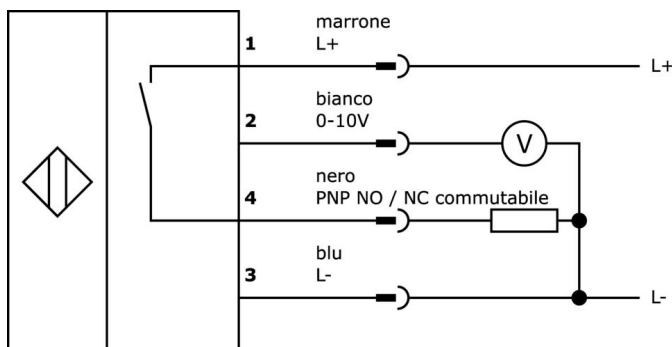 marrone
1 L+
L+
bianco
2 0-10V
V
nero
4 PNP NO / NC commutabile
blu
3 L-
L-